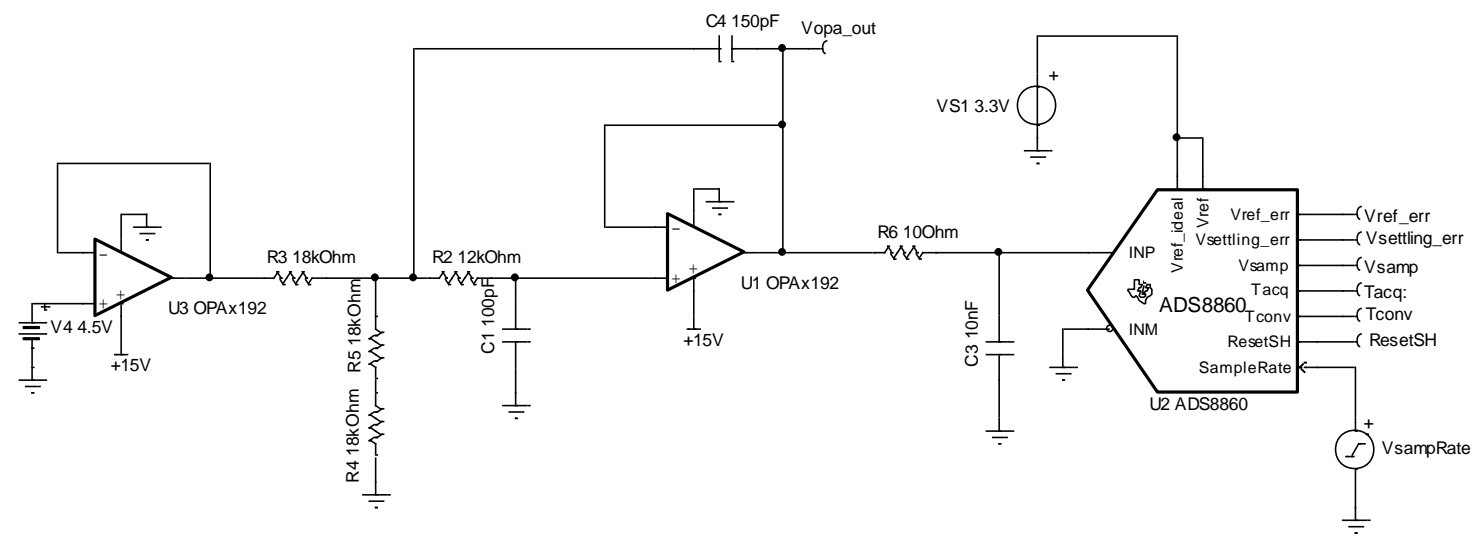 C4 150pF
Vopa_out
+
VS1 3.3V
Vref_ideal
Vref
Vref_err
Vref_err
Vsettling_err
Vsettling_err
Vsamp
Vsamp
Tacq
Tacq:
Tconv
Tconv
ResetSH
ResetSH
SampleRate
INP
INM
ADS8860
U2 ADS8860
+
VsampRate
R6 10Ohm
C3 10nF
−
+
+
U1 OPAx192
+15V
R3 18kOhm
R2 12kOhm
C1 100pF
R5 18kOhm
R4 18kOhm
−
+
+
U3 OPAx192
+15V
+
V4 4.5V